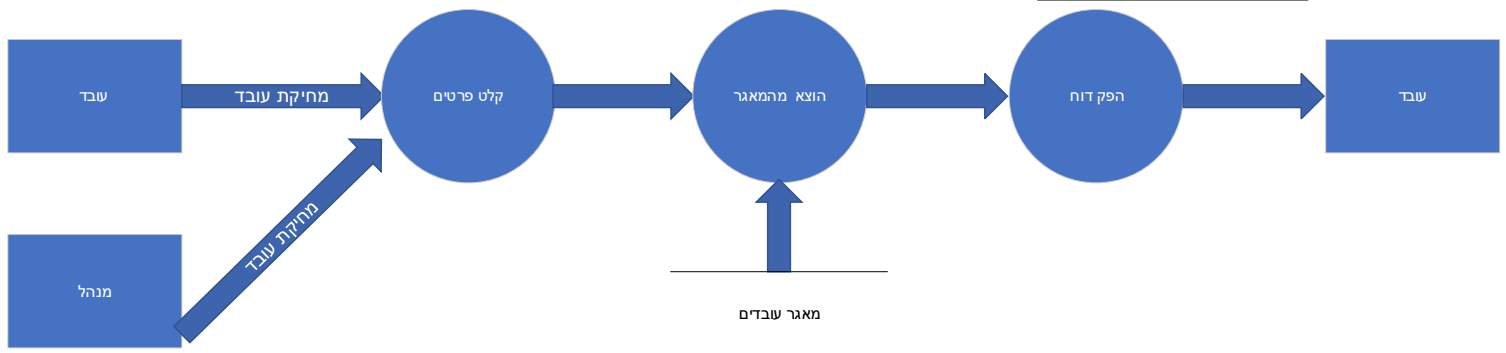 עובד
מחיקת עובד
קלט פרטים
הוצא מהמאגר
הפק דוח
עובד
מחיקת עובד
מנהל
מאגר עובדים